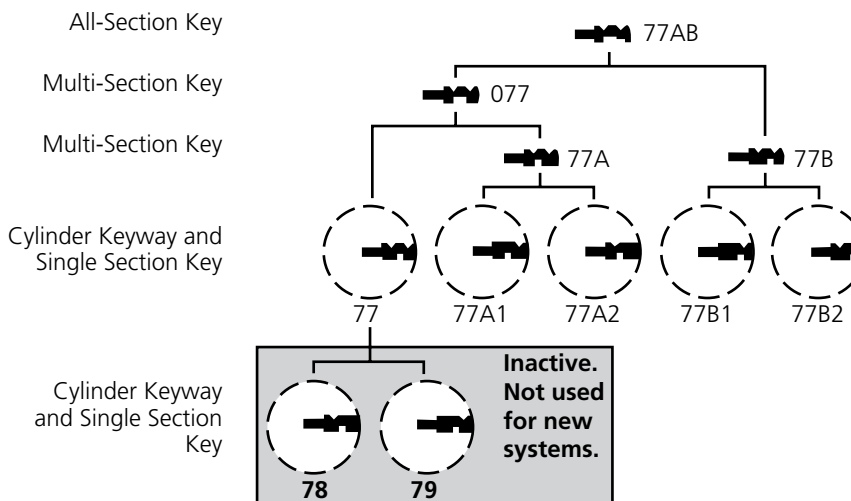 All-Section Key
77AB
Multi-Section Key
077
Multi-Section Key
77A
77B
Cylinder Keyway and
Single Section Key
77
77A1
77A2
77B1
77B2
Cylinder Keyway
and Single Section
Key
Inactive.
Not used
for new
systems.
78
79